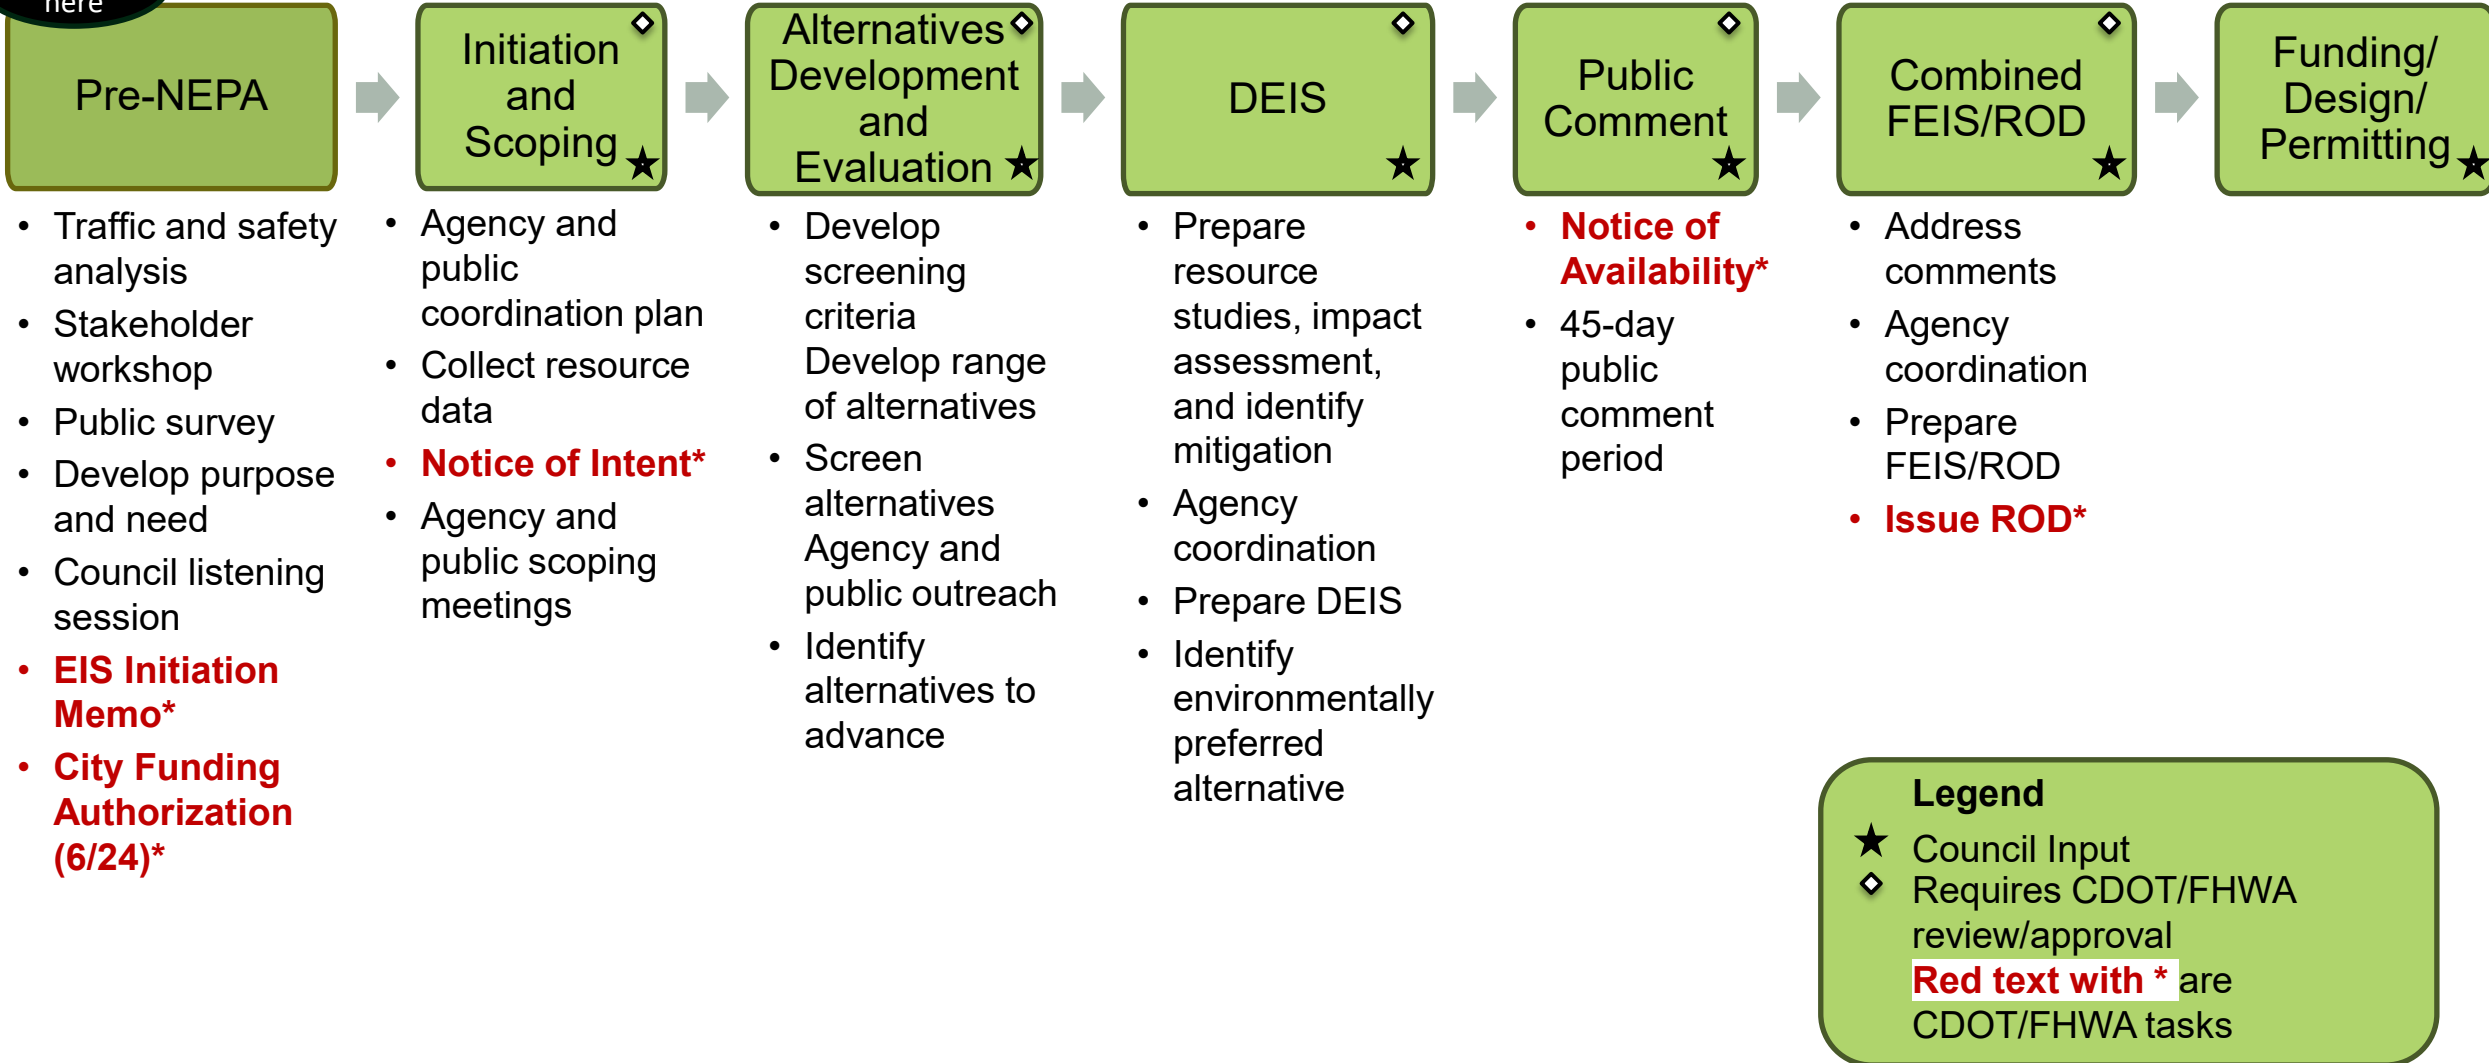 here
Pre-NEPA
Traffic and safety
analysis
Stakeholder
workshop
Public survey
Develop purpose
and need
Council listening
session
EIS Initiation
Memo*
City Funding
Authorization
(6/24)*
Initiation
and
Scoping
Agency and
public
coordination plan
Collect resource
data
Notice of Intent*
Agency and
public scoping
meetings
Alternatives
Development
and
Evaluation
Develop
screening
criteria
Develop range
of alternatives
Screen
alternatives
Agency and
public outreach
Identify
alternatives to
advance
DEIS
Prepare
resource
studies, impact
assessment,
and identify
mitigation
Agency
coordination
Prepare DEIS
Identify
environmentally
preferred
alternative
Public
Comment
Notice of
Availability*
45-day
public
comment
period
Combined
FEIS/ROD
Address
comments
Agency
coordination
Prepare
FEIS/ROD
Issue ROD*
Funding/
Design/
Permitting
Legend
Council Input
Requires CDOT/FHWA
review/approval
Red text with * are
CDOT/FHWA tasks